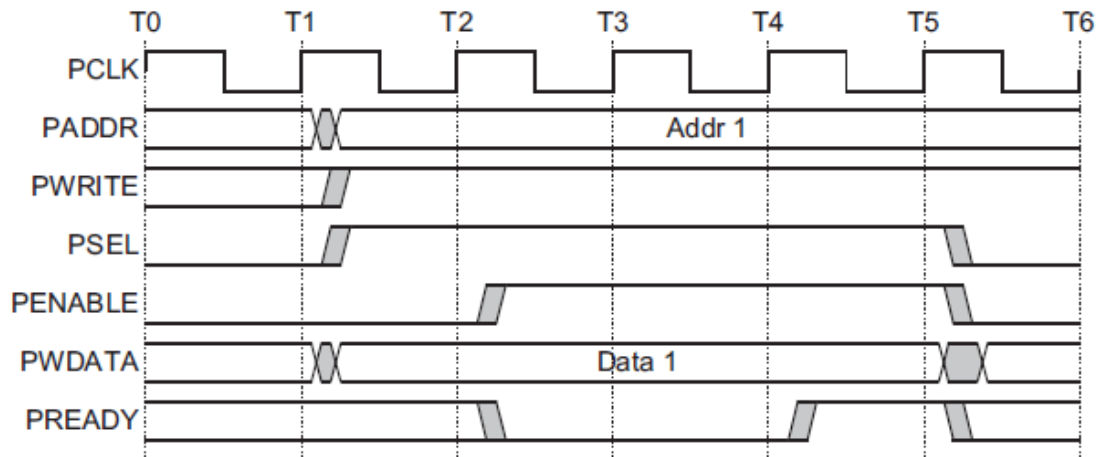 T0 T1 T2 T3 T4 T5 T6
PCLK
PADDR Addr 1
PWRITE
PSEL
PENABLE
PWDATA Data 1
PREADY